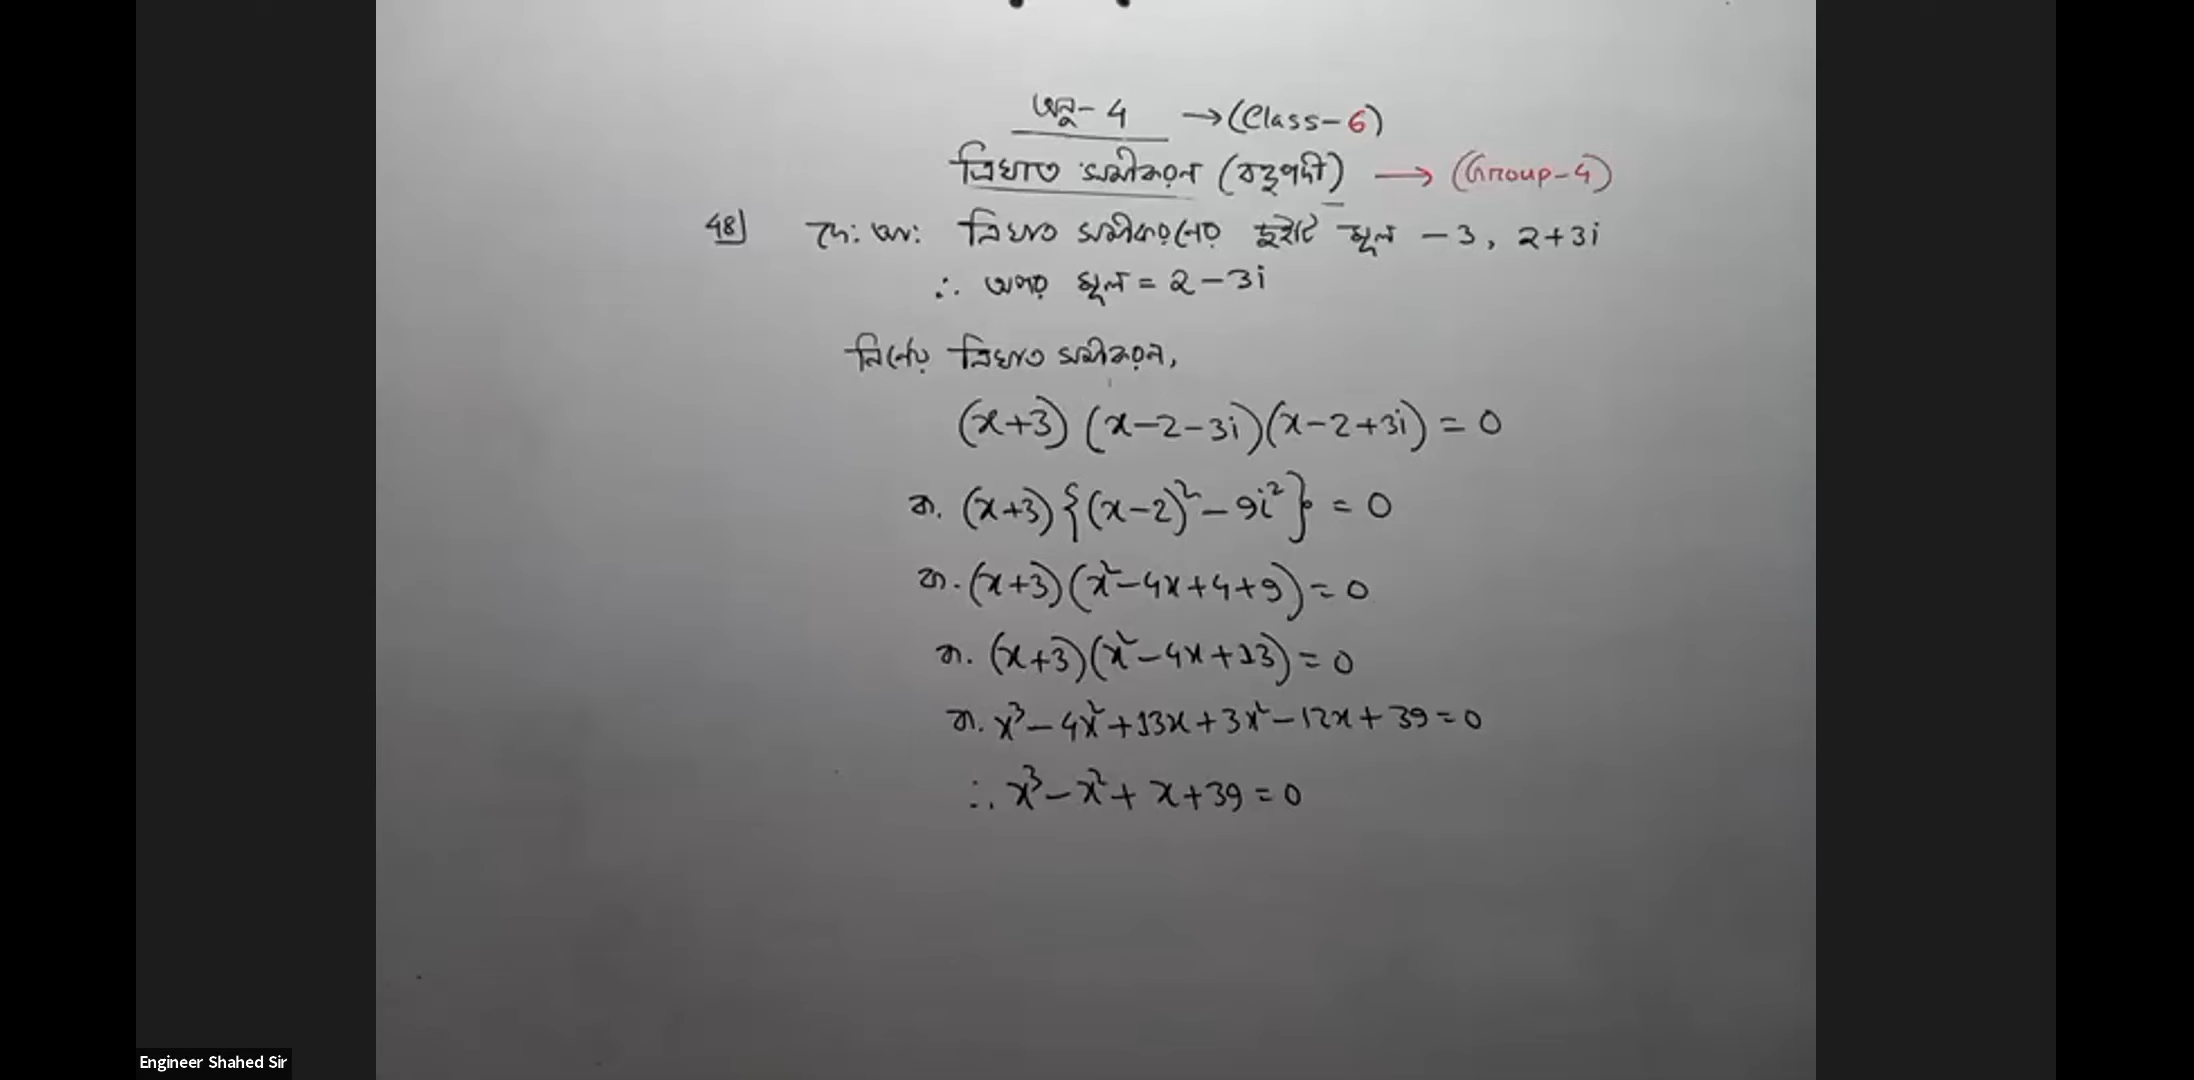 অনু-4 →(Class-6)
ত্রিঘাত সমীকরণ (বহুপদী) → (Group-4)
48] দে: আ: ত্রিঘাত সমীকরণের দুইটি মূল -3, 2+3i
∴ অপর মূল = 2-3i
নির্ণেয় ত্রিঘাত সমীকরণ,
(x+3) (x-2-3i)(x-2+3i) = 0
বা. (x+3){(x-2)²-9i²} = 0
বা. (x+3)(x²-4x+4+9) = 0
বা. (x+3)(x²-4x+13) = 0
বা. x³-4x²+13x+3x²-12x+39=0
∴ x³-x²+x+39=0
Engineer Shahed Sir